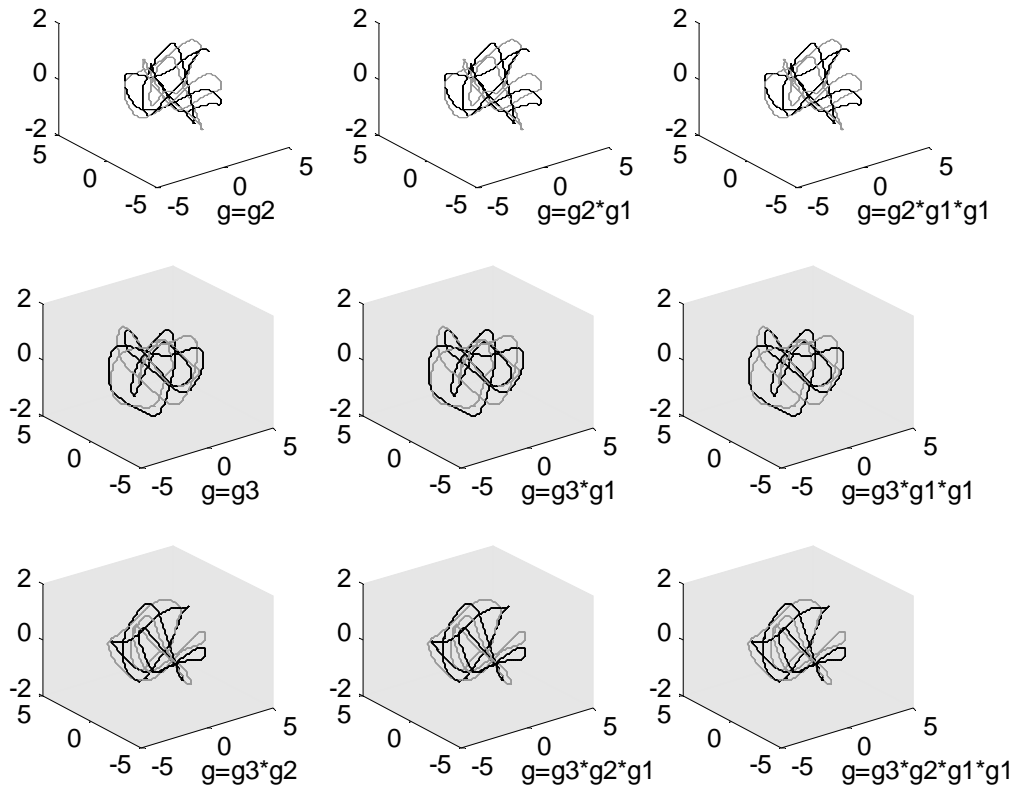 2 2 2
0 0 0
-2 -2 -2
5 5 5 5 5 5
0 0 0 0 0 0
-5 -5 -5 -5 -5 -5
g=g2 g=g2*g1 g=g2*g1*g1
2 2 2
0 0 0
-2 -2 -2
5 5 5 5 5 5
0 0 0 0 0 0
-5 -5 -5 -5 -5 -5
g=g3 g=g3*g1 g=g3*g1*g1
2 2 2
0 0 0
-2 -2 -2
5 5 5 5 5 5
0 0 0 0 0 0
-5 -5 -5 -5 -5 -5
g=g3*g2 g=g3*g2*g1 g=g3*g2*g1*g1